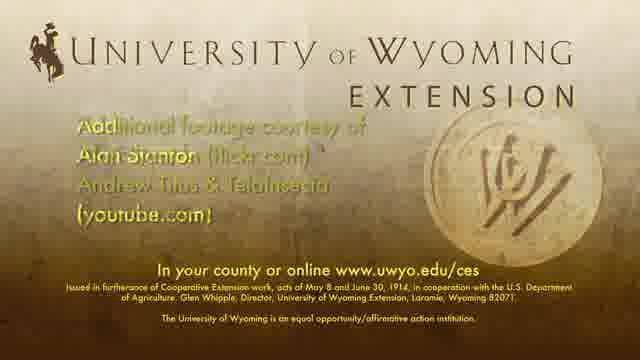 UNIVERSITY OF WYOMING
EXTENSION
Additional footage courtesy of
Alan Stanton (flickr.com)
Andrew Titus &
(youtube.com)
In your county or online www.uwyo.edu/ces
Issued in furtherance of Cooperative Extension work, acts of May 8 and June 30, 1914, in cooperation with the U.S. Department
of Agriculture. Glen Whipple, Director, University of Wyoming Extension, Laramie, Wyoming 82071.
The University of Wyoming is an equal opportunity/affirmative action institution.